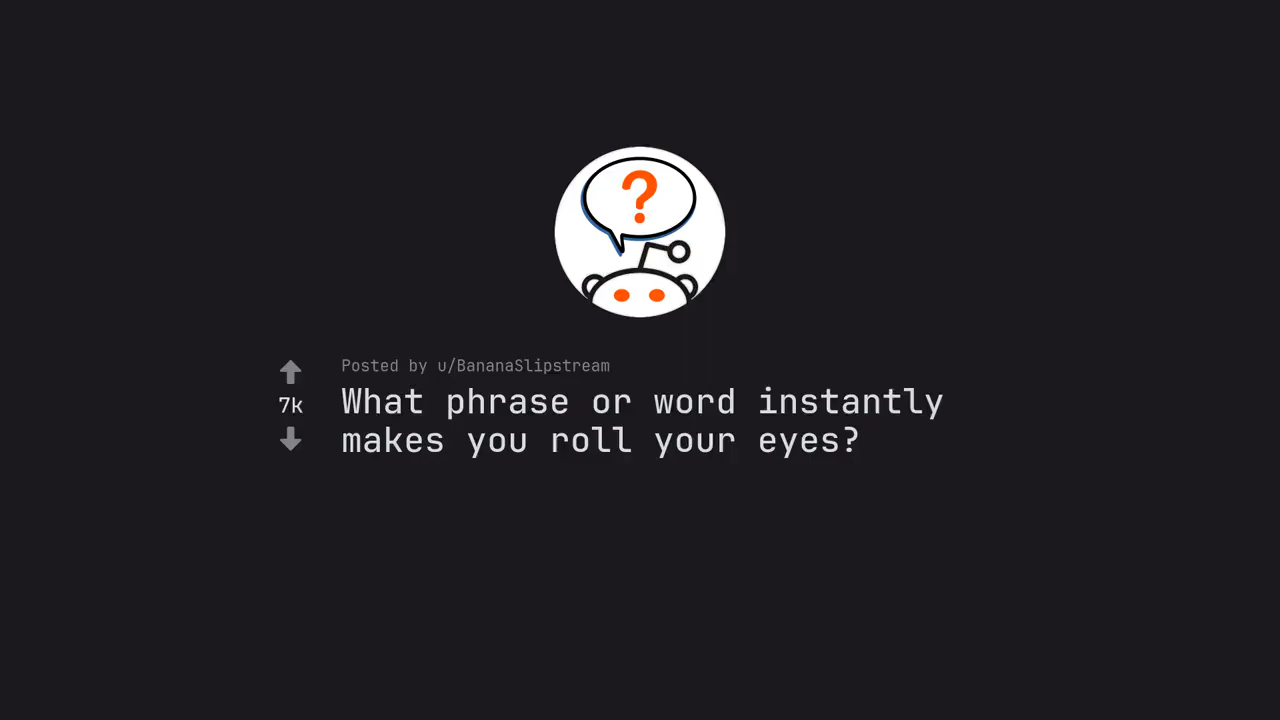 ?
Posted by u/BananaSlipstream
7k
What phrase or word instantly
makes you roll your eyes?